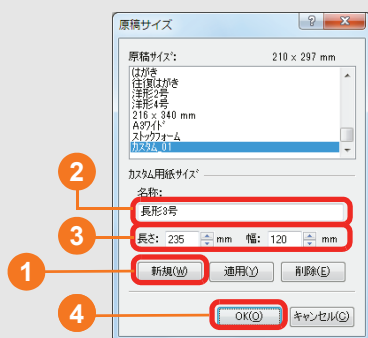 原稿サイズ
原稿ｻｲｽﾞ: 210 × 297 mm
はがき
往復はがき
洋形2号
洋形4号
216 x 340 mm
A3ﾜｲﾄﾞ
ｽﾄｯｸﾌｫｰﾑ
ｶｽﾀﾑ_01
ｶｽﾀﾑ用紙ｻｲｽﾞ
2
名称:
長形3号
3
長さ: 235 mm 幅: 120 mm
1
新規(W) 適用(Y) 削除(E)
4
OK(O) ｷｬﾝｾﾙ(C)